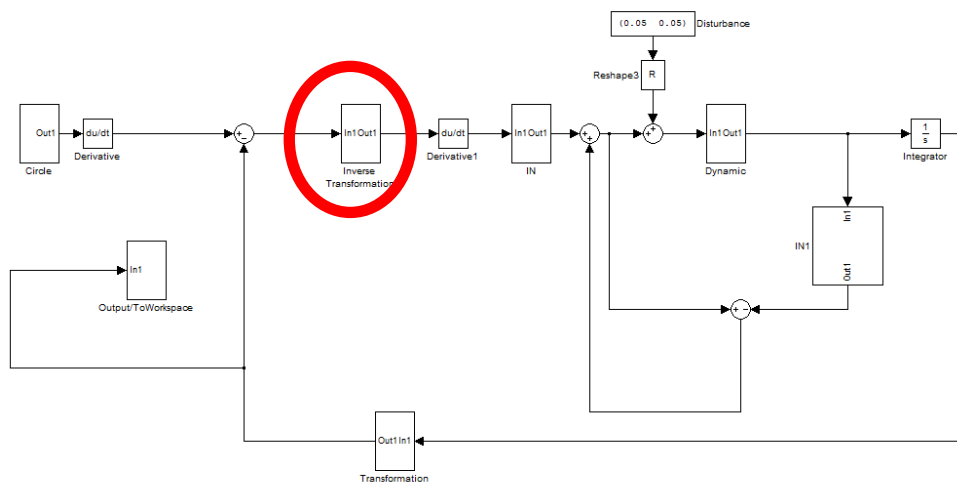 (0.05 0.05)
Disturbance
Reshape3
R
Out1
du/dt
Circle
Derivative
+
−
In1 Out1
Inverse
Transformation
du/dt
Derivative1
In1 Out1
IN
+
+
+
+
In1 Out1
Dynamic
1
s
Integrator
In1
IN1
Out1
In1
Output/ToWorkspace
+ −
Out1 In1
Transformation